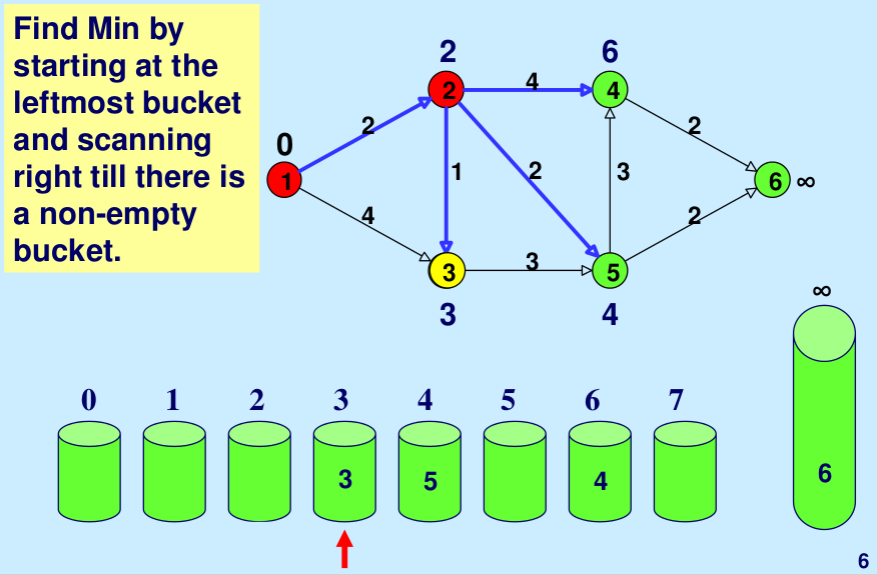 Find Min by
starting at the
leftmost bucket
and scanning
right till there is
a non-empty
bucket.
2 6
2 4 4
0 2 2
1 1 2 3 6 ∞
4 2
3 3 5
3 4
∞
0 1 2 3 4 5 6 7
3 5 4 6
6